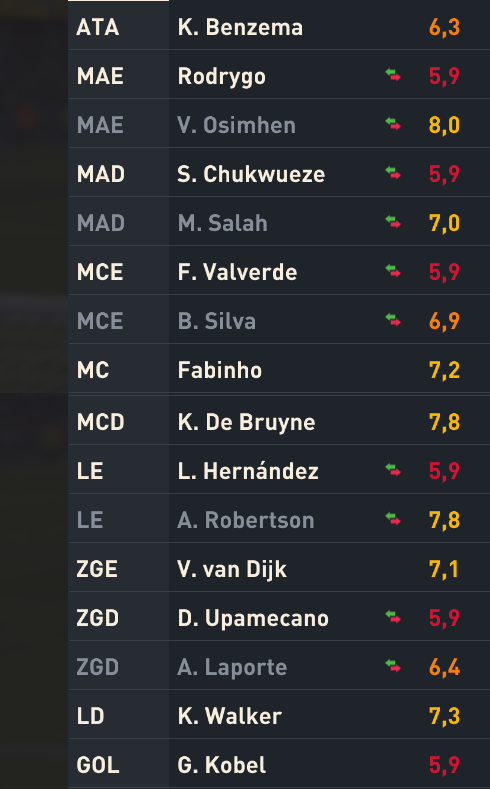 ATA K. Benzema 6,3
MAE Rodrygo 5,9
MAE V. Osimhen 8,0
MAD S. Chukwueze 5,9
MAD M. Salah 7,0
MCE F. Valverde 5,9
MCE B. Silva 6,9
MC Fabinho 7,2
MCD K. De Bruyne 7,8
LE L. Hernández 5,9
LE A. Robertson 7,8
ZGE V. van Dijk 7,1
ZGD D. Upamecano 5,9
ZGD A. Laporte 6,4
LD K. Walker 7,3
GOL G. Kobel 5,9